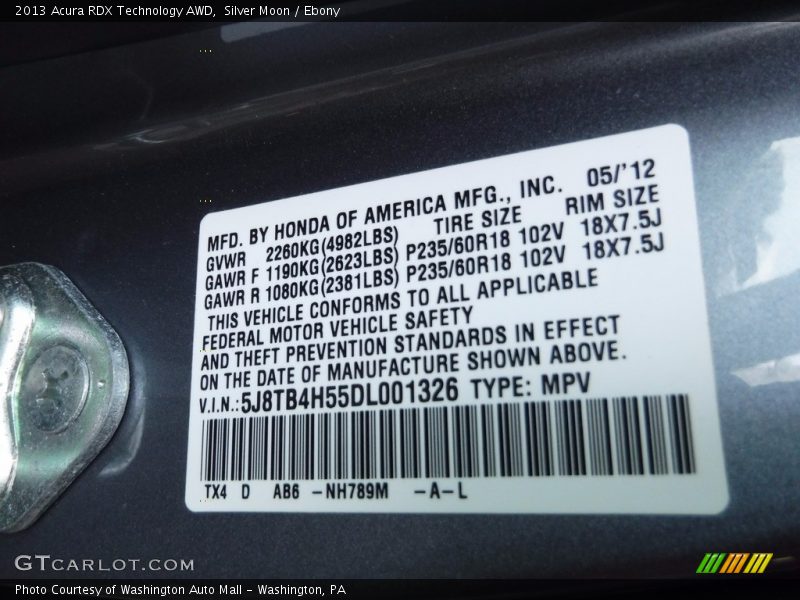 2013 Acura RDX Technology AWD, Silver Moon / Ebony
MFD. BY HONDA OF AMERICA MFG., INC. 05/'12
GVWR 2260KG(4982LBS) TIRE SIZE RIM SIZE
GAWR F 1190KG(2623LBS) P235/60R18 102V 18X7.5J
GAWR R 1080KG(2381LBS) P235/60R18 102V 18X7.5J
THIS VEHICLE CONFORMS TO ALL APPLICABLE
FEDERAL MOTOR VEHICLE SAFETY
AND THEFT PREVENTION STANDARDS IN EFFECT
ON THE DATE OF MANUFACTURE SHOWN ABOVE.
V.I.N.:5J8TB4H55DL001326 TYPE: MPV
TX4 D AB6 -NH789M -A-L
GTCARLOT.COM
Photo Courtesy of Washington Auto Mall - Washington, PA